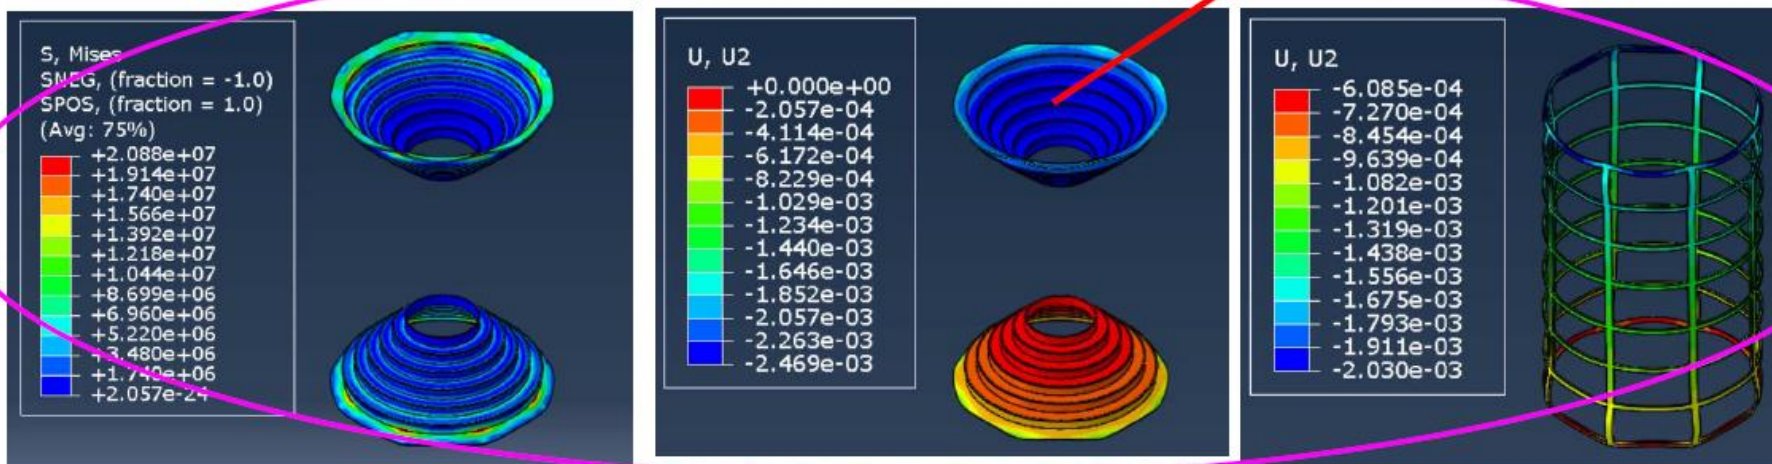 S, Mises
SNEG, (fraction = -1.0)
SPOS, (fraction = 1.0)
(Avg: 75%)
+2.088e+07
+1.914e+07
+1.740e+07
+1.566e+07
+1.392e+07
+1.218e+07
+1.044e+07
+8.699e+06
+6.960e+06
+5.220e+06
+3.480e+06
+1.740e+06
+2.057e-24
U, U2
+0.000e+00
-2.057e-04
-4.114e-04
-6.172e-04
-8.229e-04
-1.029e-03
-1.234e-03
-1.440e-03
-1.646e-03
-1.852e-03
-2.057e-03
-2.263e-03
-2.469e-03
U, U2
-6.085e-04
-7.270e-04
-8.454e-04
-9.639e-04
-1.082e-03
-1.201e-03
-1.319e-03
-1.438e-03
-1.556e-03
-1.675e-03
-1.793e-03
-1.911e-03
-2.030e-03